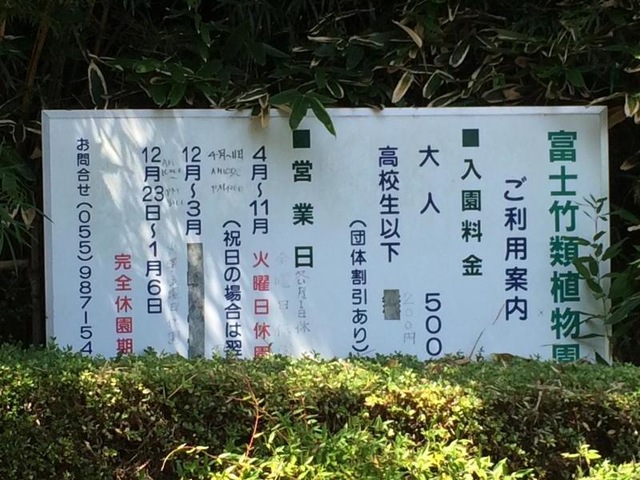 富士竹類植物園
ご利用案内
■入園料金
大人 500
高校生以下 200円
(団体割引あり)
■営業日
4月〜11月 火曜日休園
(祝日の場合は翌
12月〜3月
12月23日〜1月6日
完全休園期
お問合せ(055)987-54